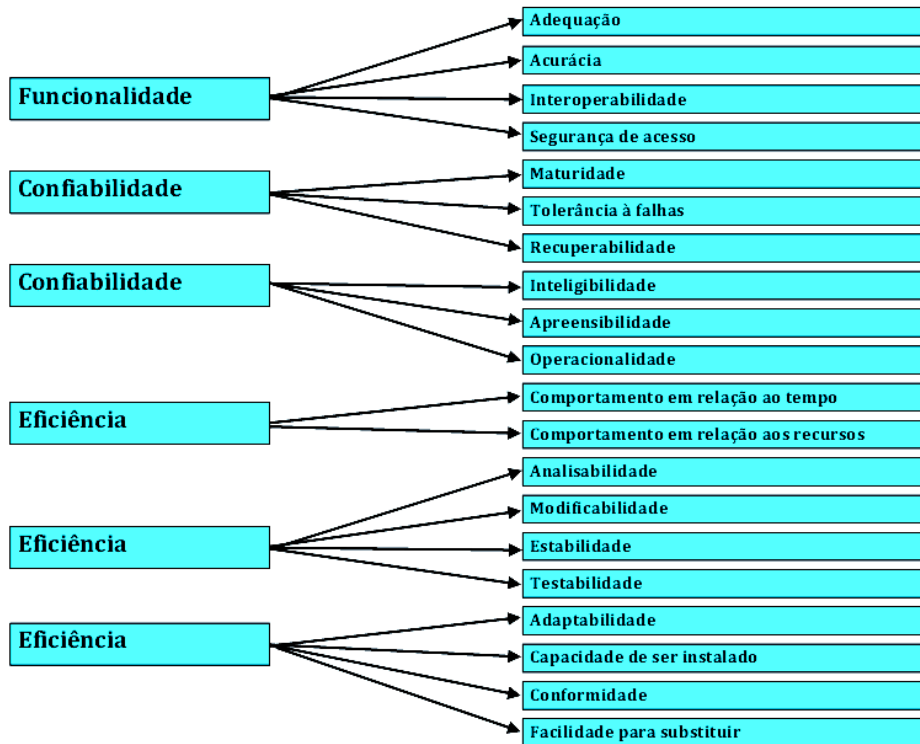 Funcionalidade
Adequação
Acurácia
Interoperabilidade
Segurança de acesso
Confiabilidade
Maturidade
Tolerância à falhas
Recuperabilidade
Confiabilidade
Inteligibilidade
Apreensibilidade
Operacionalidade
Eficiência
Comportamento em relação ao tempo
Comportamento em relação aos recursos
Eficiência
Analisabilidade
Modificabilidade
Estabilidade
Testabilidade
Eficiência
Adaptabilidade
Capacidade de ser instalado
Conformidade
Facilidade para substituir